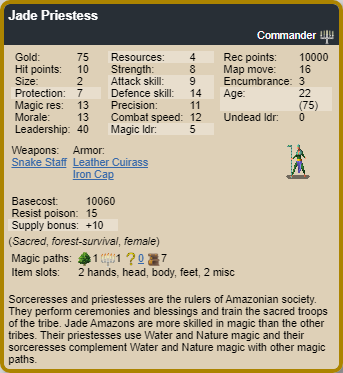 Jade Priestess
Commander
Gold: 75 Resources: 4 Rec points: 10000
Hit points: 10 Strength: 8 Map move: 16
Size: 2 Attack skill: 9 Encumbrance: 3
Protection: 7 Defence skill: 14 Age: 22
Magic res: 13 Precision: 11 (75)
Morale: 13 Combat speed: 12 Undead ldr: 0
Leadership: 40 Magic ldr: 5
Weapons: Armor:
Snake Staff Leather Cuirass
Iron Cap
Basecost: 10060
Resist poison: 15
Supply bonus: +10
(Sacred, forest-survival, female)
Magic paths: 1 1 ? 0 7
Item slots: 2 hands, head, body, feet, 2 misc
Sorceresses and priestesses are the rulers of Amazonian society.
They perform ceremonies and blessings and train the sacred troops
of the tribe. Jade Amazons are more skilled in magic than the other
tribes. Their priestesses use Water and Nature magic and their
sorceresses complement Water and Nature magic with other magic
paths.